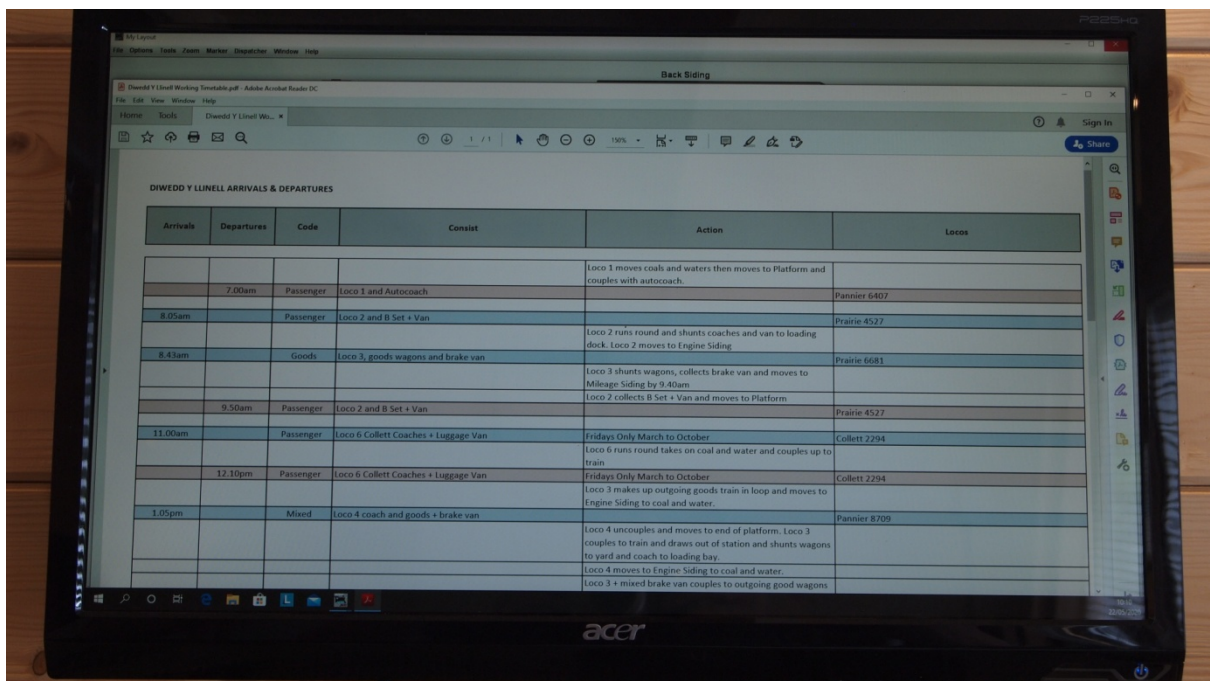 P225HQ
My Layout
File Options Tools Zoom Marker Dispatcher Window Help
Back Siding
Diwedd Y Llinell Working Timetable.pdf - Adobe Acrobat Reader DC
File Edit View Window Help
Home Tools Diwedd Y Llinell Wo... ×
Sign In
1 / 1 150%
Share
DIWEDD Y LLINELL ARRIVALS & DEPARTURES
Arrivals Departures Code Consist Action Locos
Loco 1 moves coals and waters then moves to Platform and
couples with autocoach.
7.00am Passenger Loco 1 and Autocoach Pannier 6407
8.05am Passenger Loco 2 and B Set + Van Prairie 4527
Loco 2 runs round and shunts coaches and van to loading
dock. Loco 2 moves to Engine Siding
8.43am Goods Loco 3, goods wagons and brake van Prairie 6681
Loco 3 shunts wagons, collects brake van and moves to
Mileage Siding by 9.40am
Loco 2 collects B Set + Van and moves to Platform
9.50am Passenger Loco 2 and B Set + Van Prairie 4527
11.00am Passenger Loco 6 Collett Coaches + Luggage Van Fridays Only March to October Collett 2294
Loco 6 runs round takes on coal and water and couples up to
train
12.10pm Passenger Loco 6 Collett Coaches + Luggage Van Fridays Only March to October Collett 2294
Loco 3 makes up outgoing goods train in loop and moves to
Engine Siding to coal and water.
1.05pm Mixed Loco 4 coach and goods + brake van Pannier 8709
Loco 4 uncouples and moves to end of platform. Loco 3
couples to train and draws out of station and shunts wagons
to yard and coach to loading bay.
Loco 4 moves to Engine Siding to coal and water.
Loco 3 + mixed brake van couples to outgoing good wagons
acer